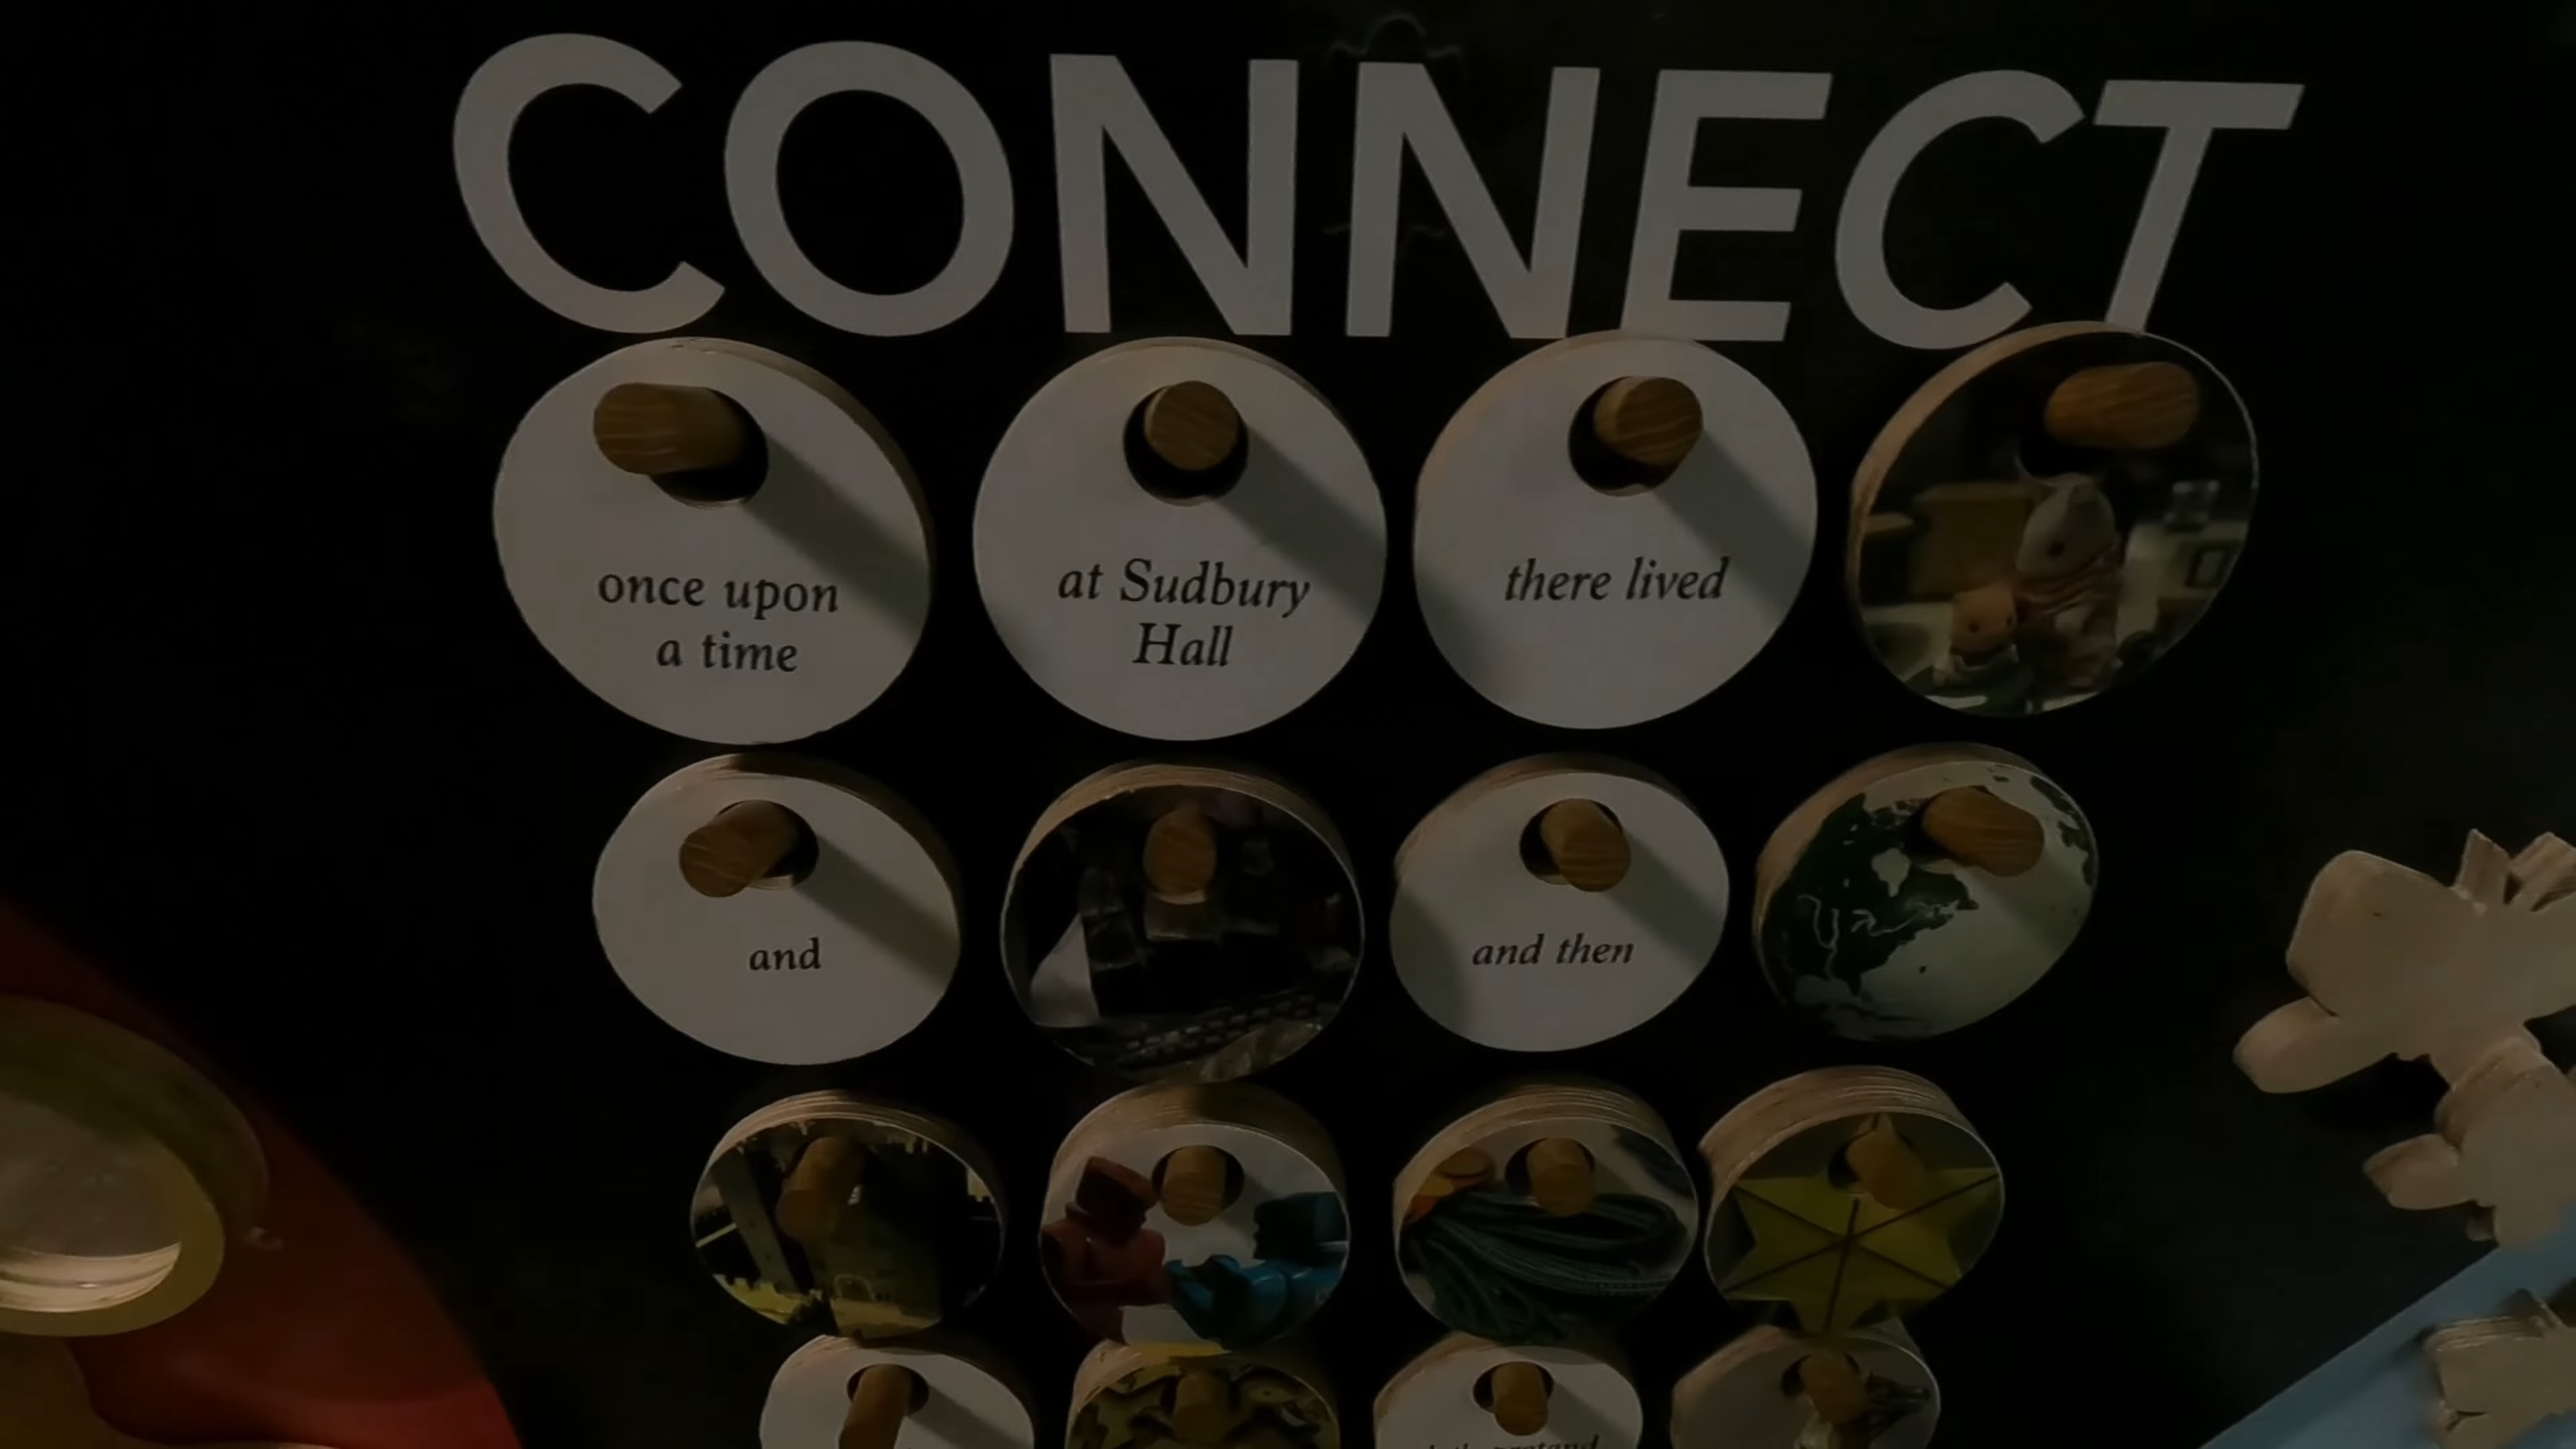 CONNECT
once upon
a time
at Sudbury
Hall
there lived
and
and then